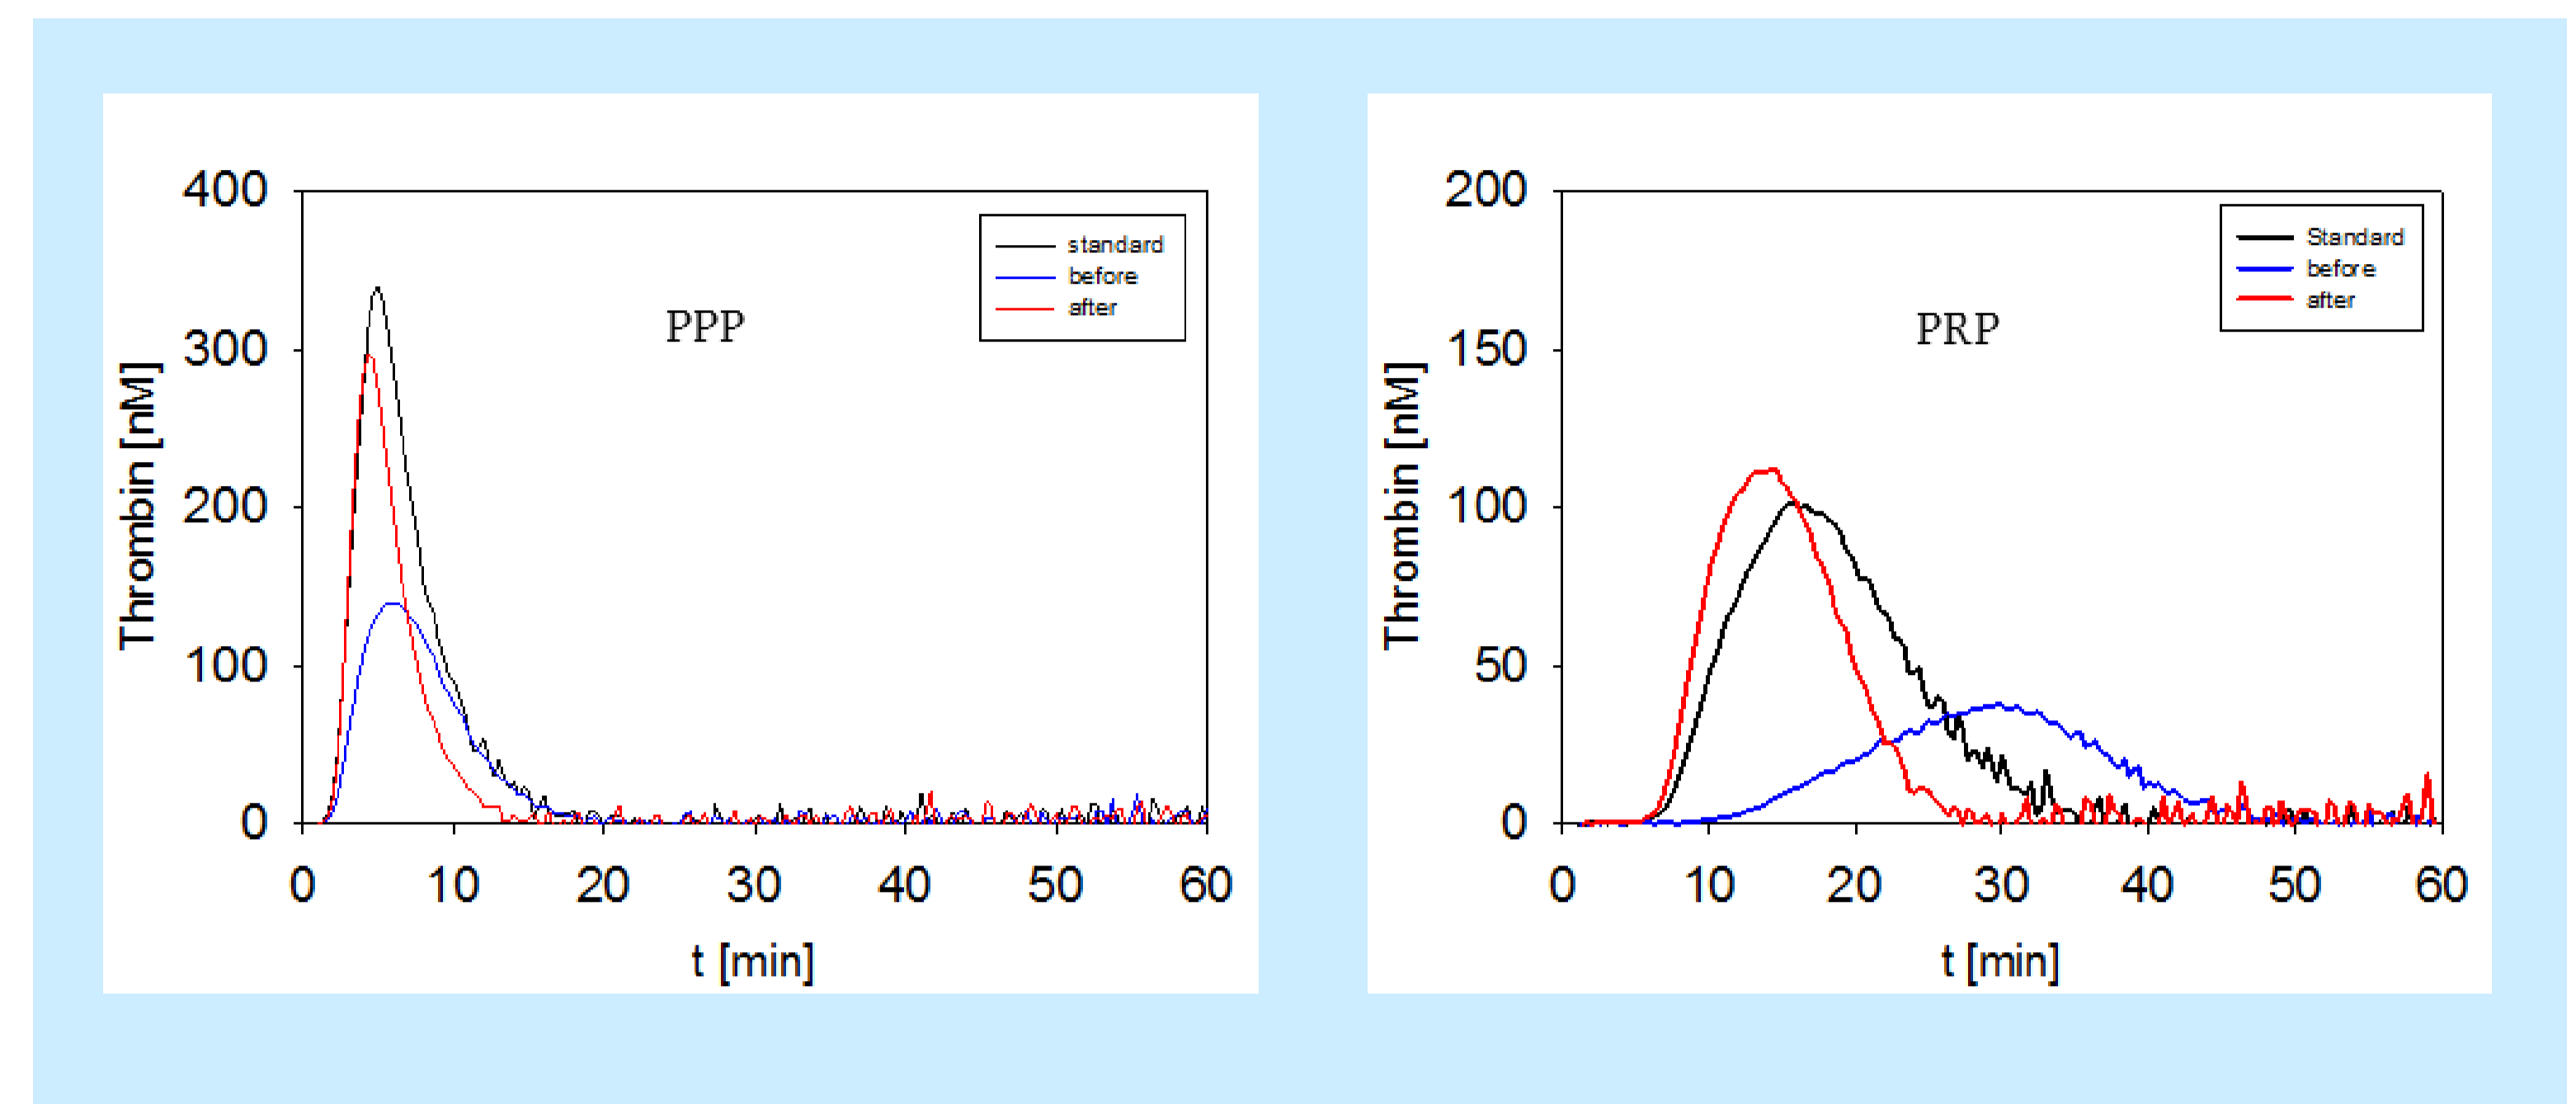 400
300
200
100
0
Thrombin [nM]
0 10 20 30 40 50 60
t [min]
PPP
standard
before
after
200
150
100
50
0
Thrombin [nM]
0 10 20 30 40 50 60
t [min]
PRP
Standard
before
after